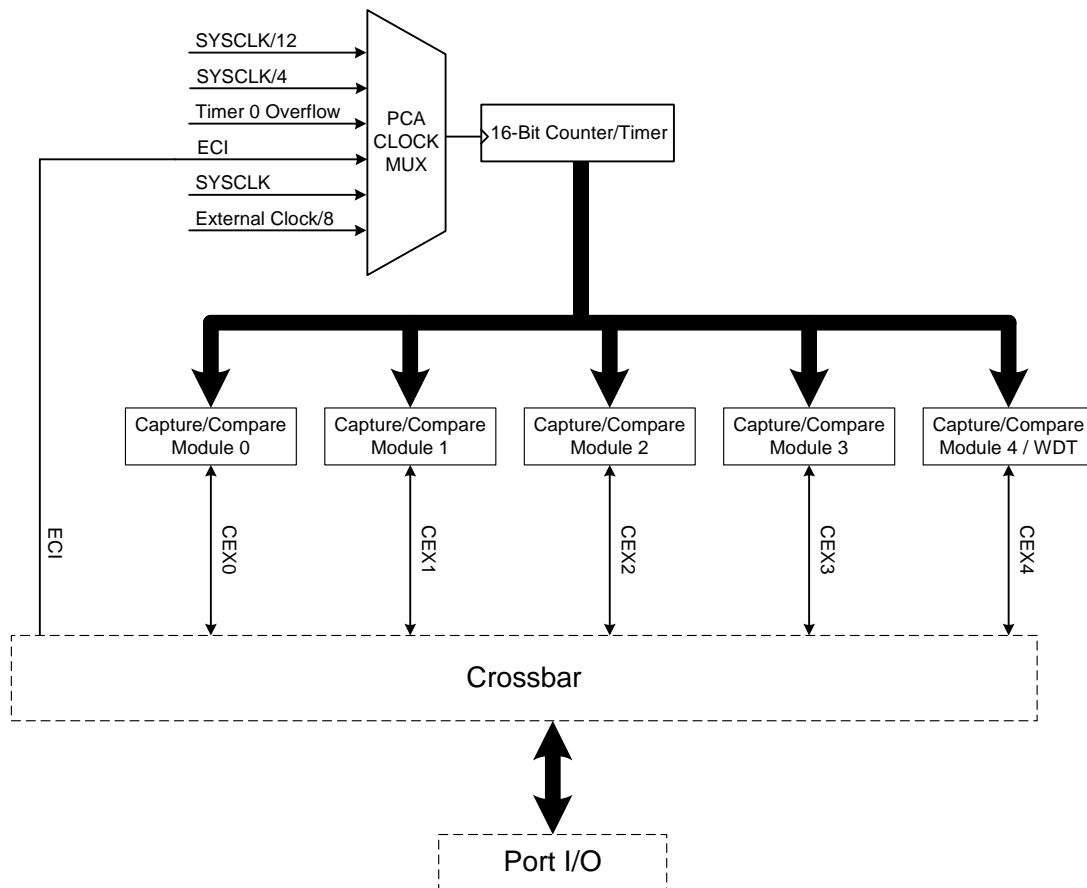 SYSCLK/12
SYSCLK/4
Timer 0 Overflow
ECI
SYSCLK
External Clock/8
PCA
CLOCK
MUX
16-Bit Counter/Timer
Capture/Compare
Module 0
Capture/Compare
Module 1
Capture/Compare
Module 2
Capture/Compare
Module 3
Capture/Compare
Module 4 / WDT
ECI
CEX0
CEX1
CEX2
CEX3
CEX4
Crossbar
Port I/O